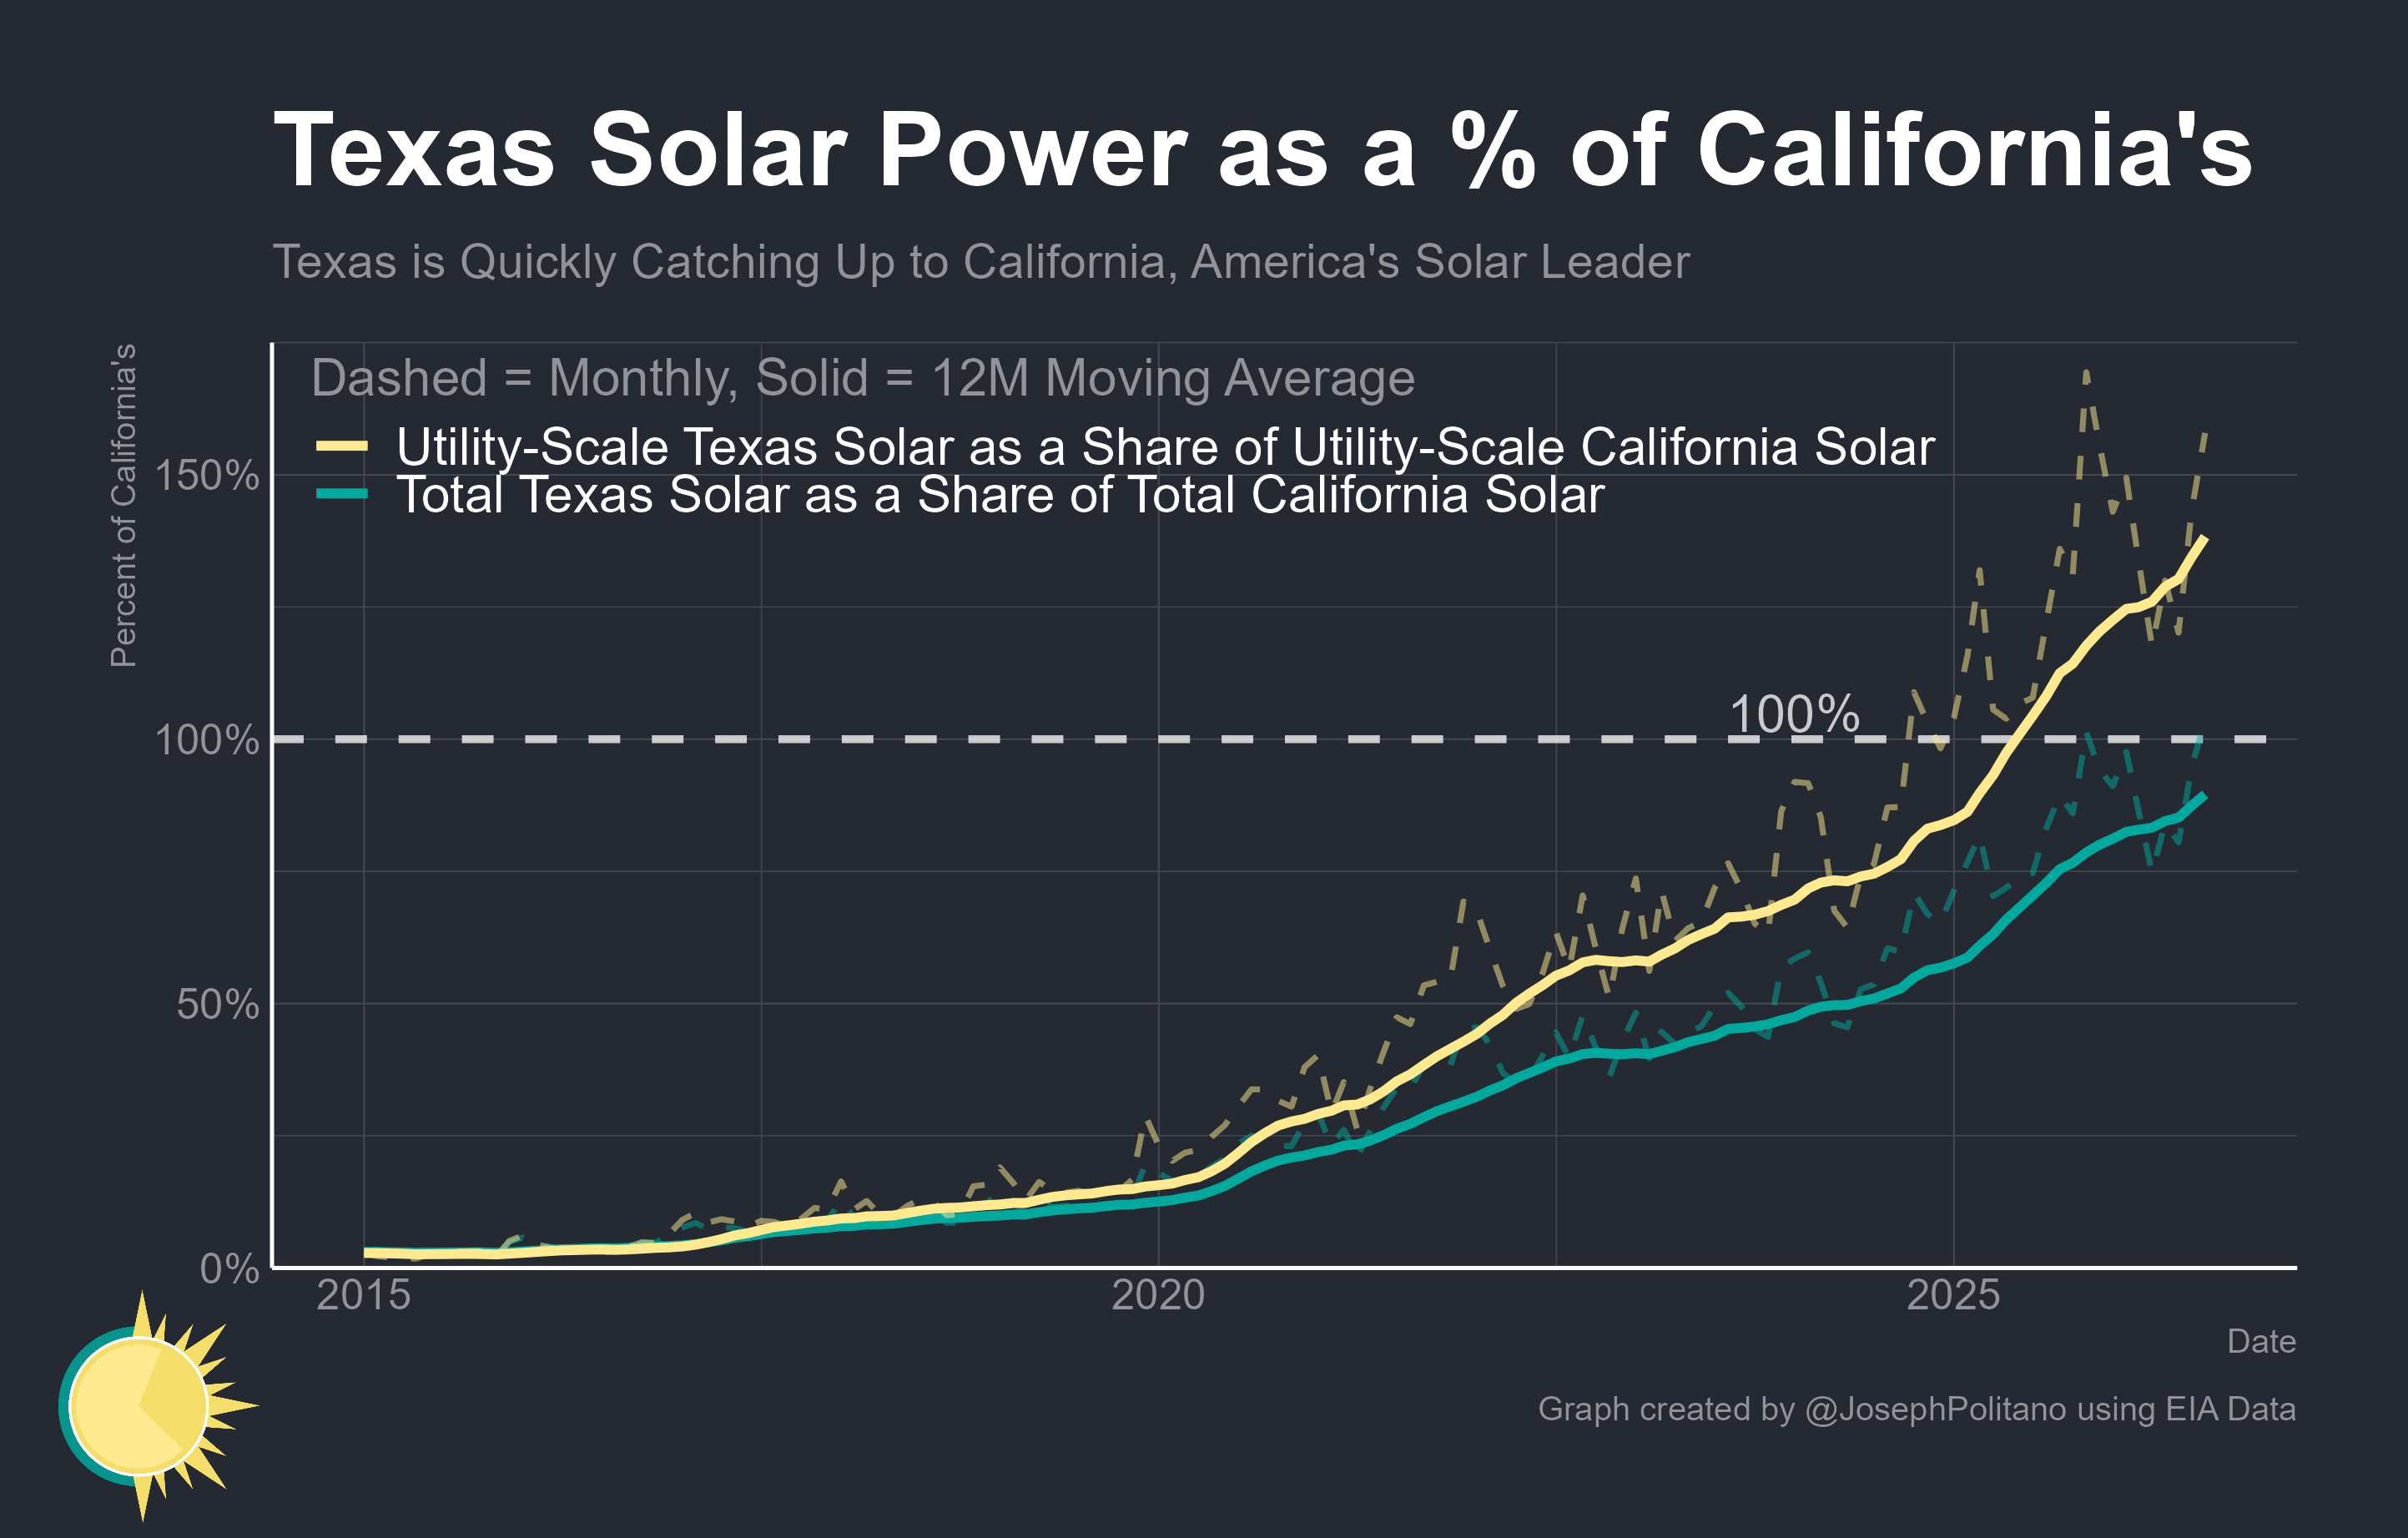 Texas Solar Power as a % of California's
Texas is Quickly Catching Up to California, America's Solar Leader
Percent of California's
Dashed = Monthly, Solid = 12M Moving Average
Utility-Scale Texas Solar as a Share of Utility-Scale California Solar
Total Texas Solar as a Share of Total California Solar
150%
100%
100%
50%
0%
2015 2020 2025
Date
Graph created by @JosephPolitano using EIA Data